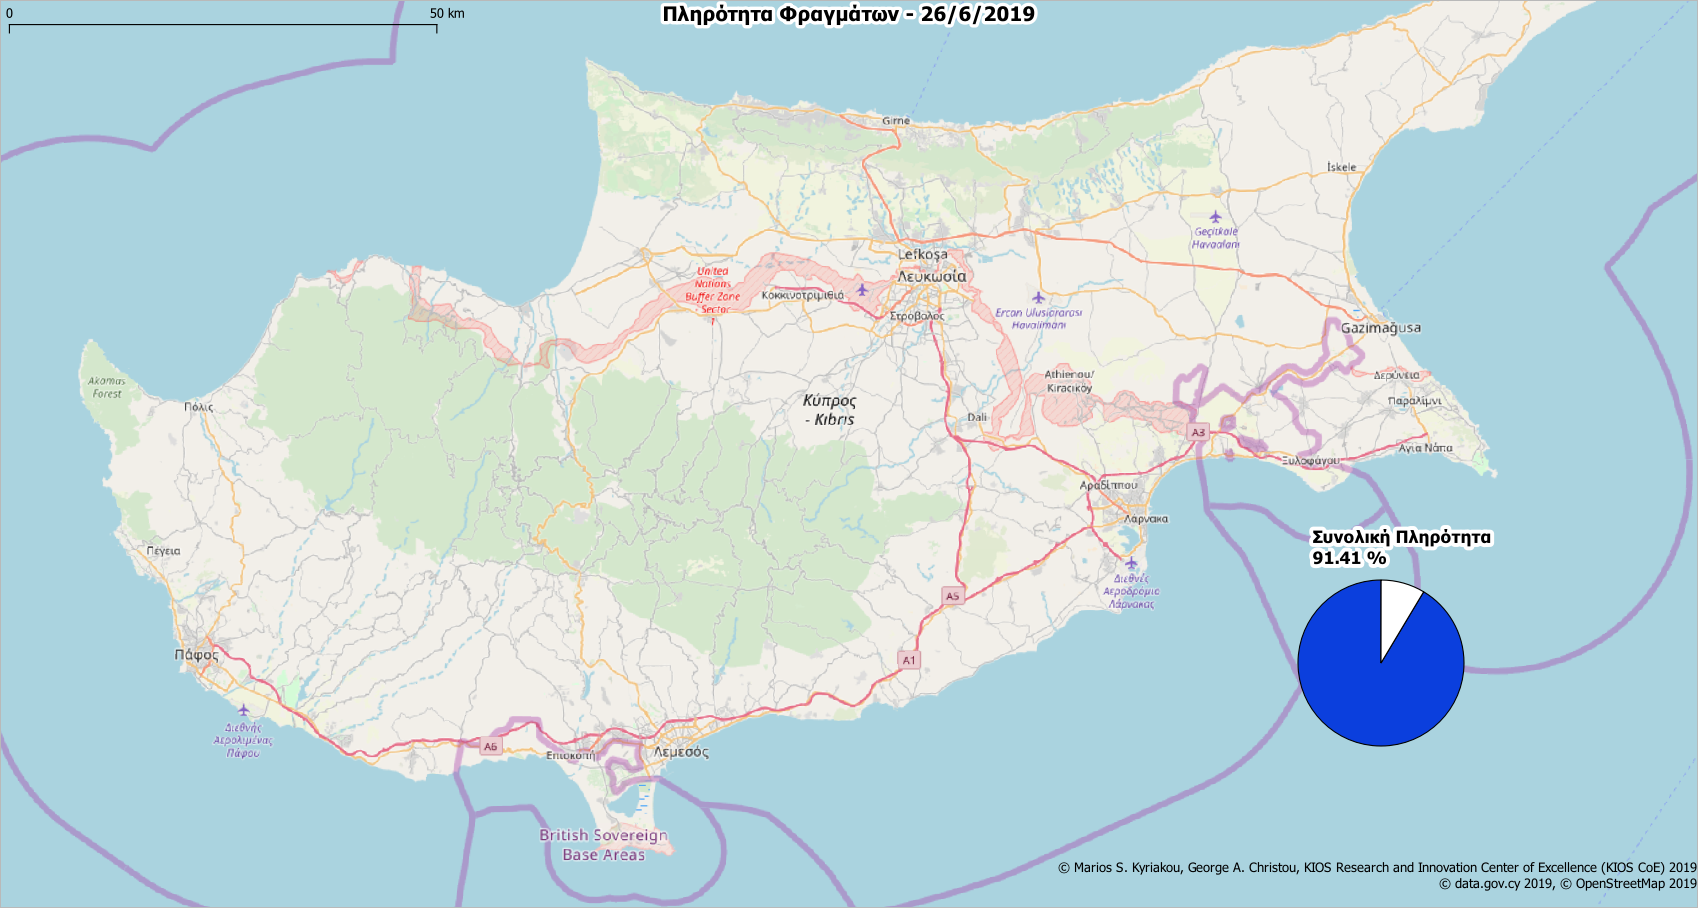 0
50 km
Πληρότητα Φραγμάτων - 26/6/2019
Girne
İskele
Geçitkale
Havaalanı
Lefkoşa
Λευκωσία
United
Nations
Buffer Zone
- Sector
Κοκκινοτριμιθιά
Στρόβολος
Ercan Uluslararası
Havalimanı
Gazimağusa
Akamas
Forest
Πόλις
Athienou/
Kiracıköy
Δερύνεια
Παραλίμνι
Κύπρος
- Kıbrıs
Dali
A3
Αγία Νάπα
Ξυλοφάγου
Αραδίππου
Λάρνακα
Συνολική Πληρότητα
91.41 %
Πέγεια
Διεθνές
Αεροδρόμιο
Λάρνακας
A5
Πάφος
A1
Διεθνής
Αερολιμένας
Πάφου
A6
Επισκοπή
Λεμεσός
British Sovereign
Base Areas
© Marios S. Kyriakou, George A. Christou, KIOS Research and Innovation Center of Excellence (KIOS CoE) 2019
© data.gov.cy 2019, © OpenStreetMap 2019